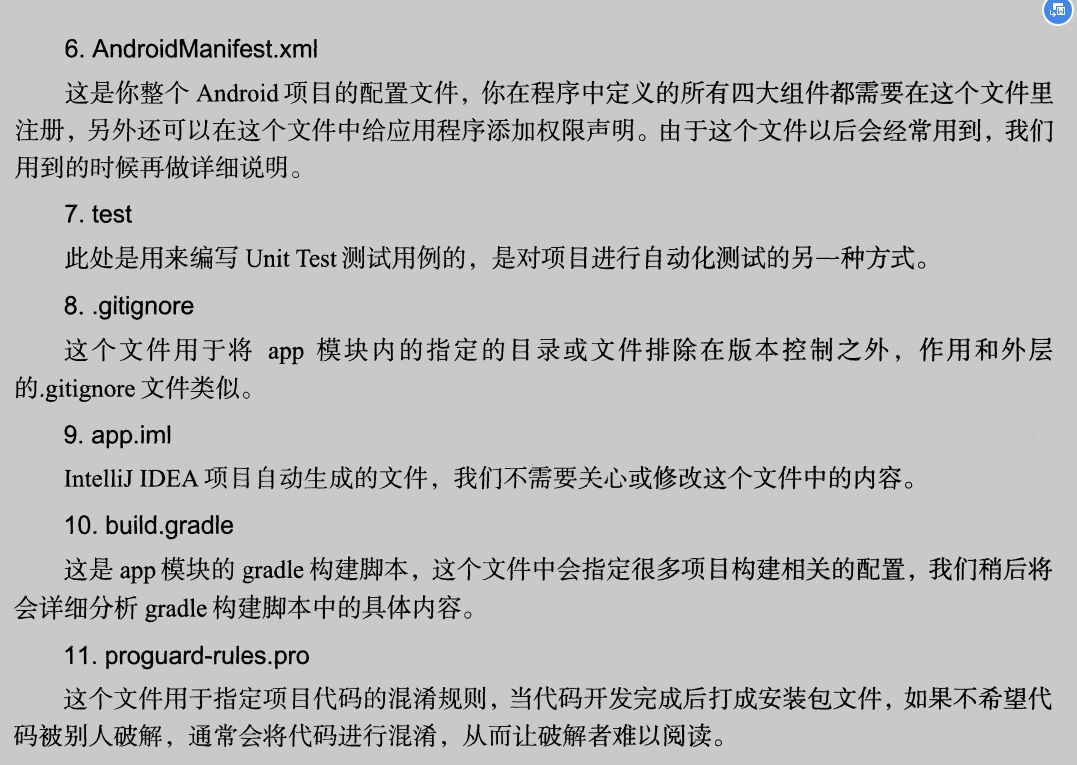 6. AndroidManifest.xml
这是你整个 Android 项目的配置文件，你在程序中定义的所有四大组件都需要在这个文件里
注册，另外还可以在这个文件中给应用程序添加权限声明。由于这个文件以后会经常用到，我们
用到的时候再做详细说明。
7. test
此处是用来编写 Unit Test 测试用例的，是对项目进行自动化测试的另一种方式。
8. .gitignore
这个文件用于将 app 模块内的指定的目录或文件排除在版本控制之外，作用和外层
的.gitignore 文件类似。
9. app.iml
IntelliJ IDEA 项目自动生成的文件，我们不需要关心或修改这个文件中的内容。
10. build.gradle
这是 app 模块的 gradle 构建脚本，这个文件中会指定很多项目构建相关的配置，我们稍后将
会详细分析 gradle 构建脚本中的具体内容。
11. proguard-rules.pro
这个文件用于指定项目代码的混淆规则，当代码开发完成后打成安装包文件，如果不希望代
码被别人破解，通常会将代码进行混淆，从而让破解者难以阅读。